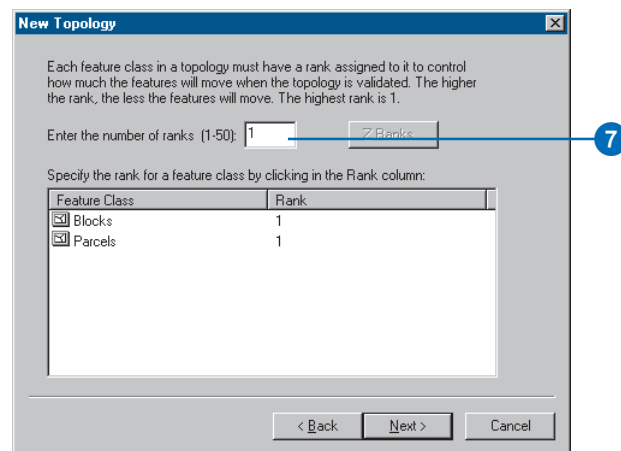 New Topology
Each feature class in a topology must have a rank assigned to it to control
how much the features will move when the topology is validated. The higher
the rank, the less the features will move. The highest rank is 1.
Enter the number of ranks (1-50): 1 Z Ranks
7
Specify the rank for a feature class by clicking in the Rank column:
Feature Class Rank
Blocks 1
Parcels 1
< Back Next > Cancel